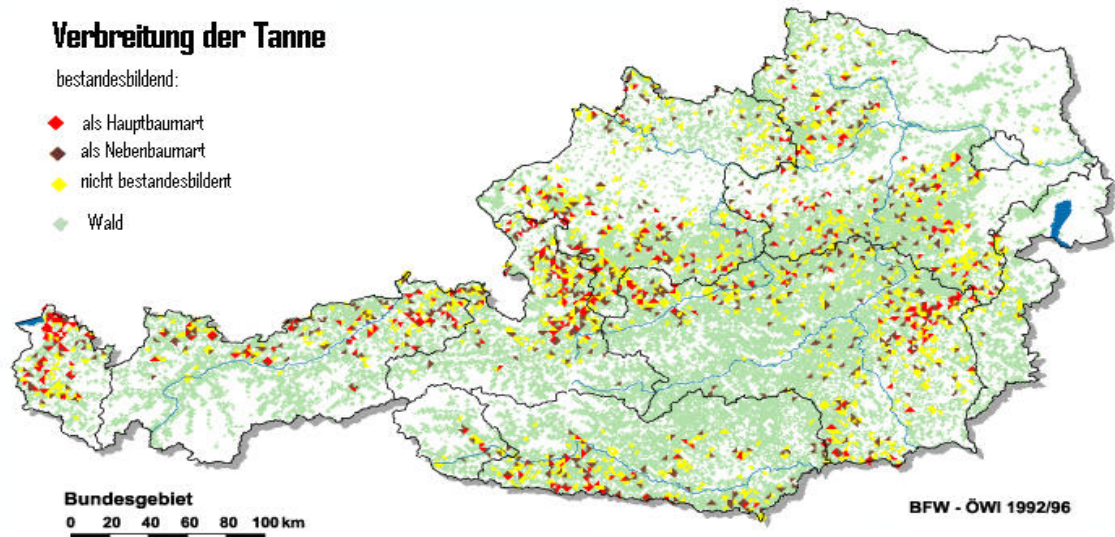 Verbreitung der Tanne
bestandesbildend:
als Hauptbaumart
als Nebenbaumart
nicht bestandesbildent
Wald
Bundesgebiet
0 20 40 60 80 100 km
BFW - ÖWI 1992/96